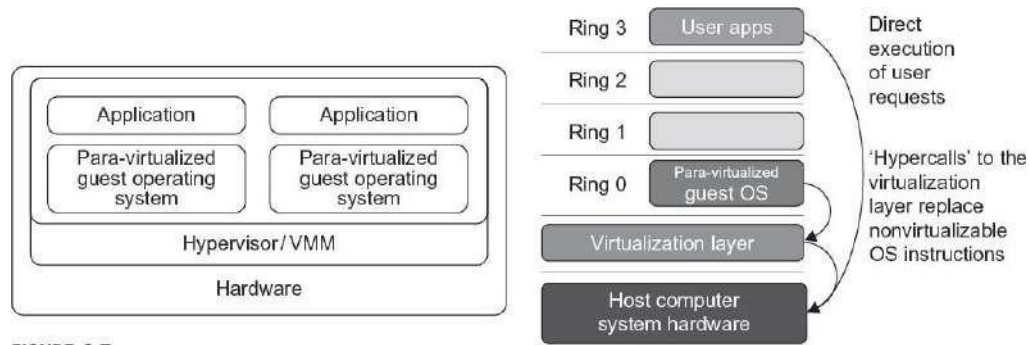 Application
Application
Para-virtualized
guest operating
system
Para-virtualized
guest operating
system
Hypervisor/VMM
Hardware
Ring 3
User apps
Ring 2
Ring 1
Ring 0
Para-virtualized
guest OS
Virtualization layer
Host computer
system hardware
Direct
execution
of user
requests
'Hypercalls' to the
virtualization
layer replace
nonvirtualizable
OS instructions